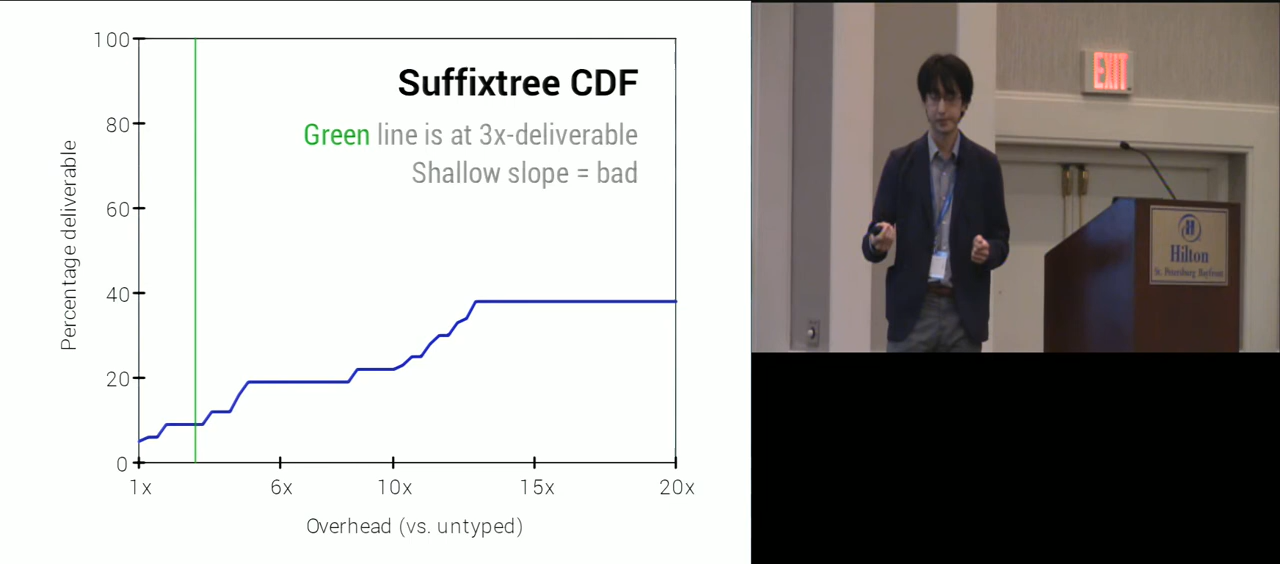 Suffixtree CDF
Green line is at 3x-deliverable
Shallow slope = bad
Percentage deliverable
100
80
60
40
20
0
1x 6x 10x 15x 20x
Overhead (vs. untyped)
EXIT
Hilton
St. Petersburg Bayfront